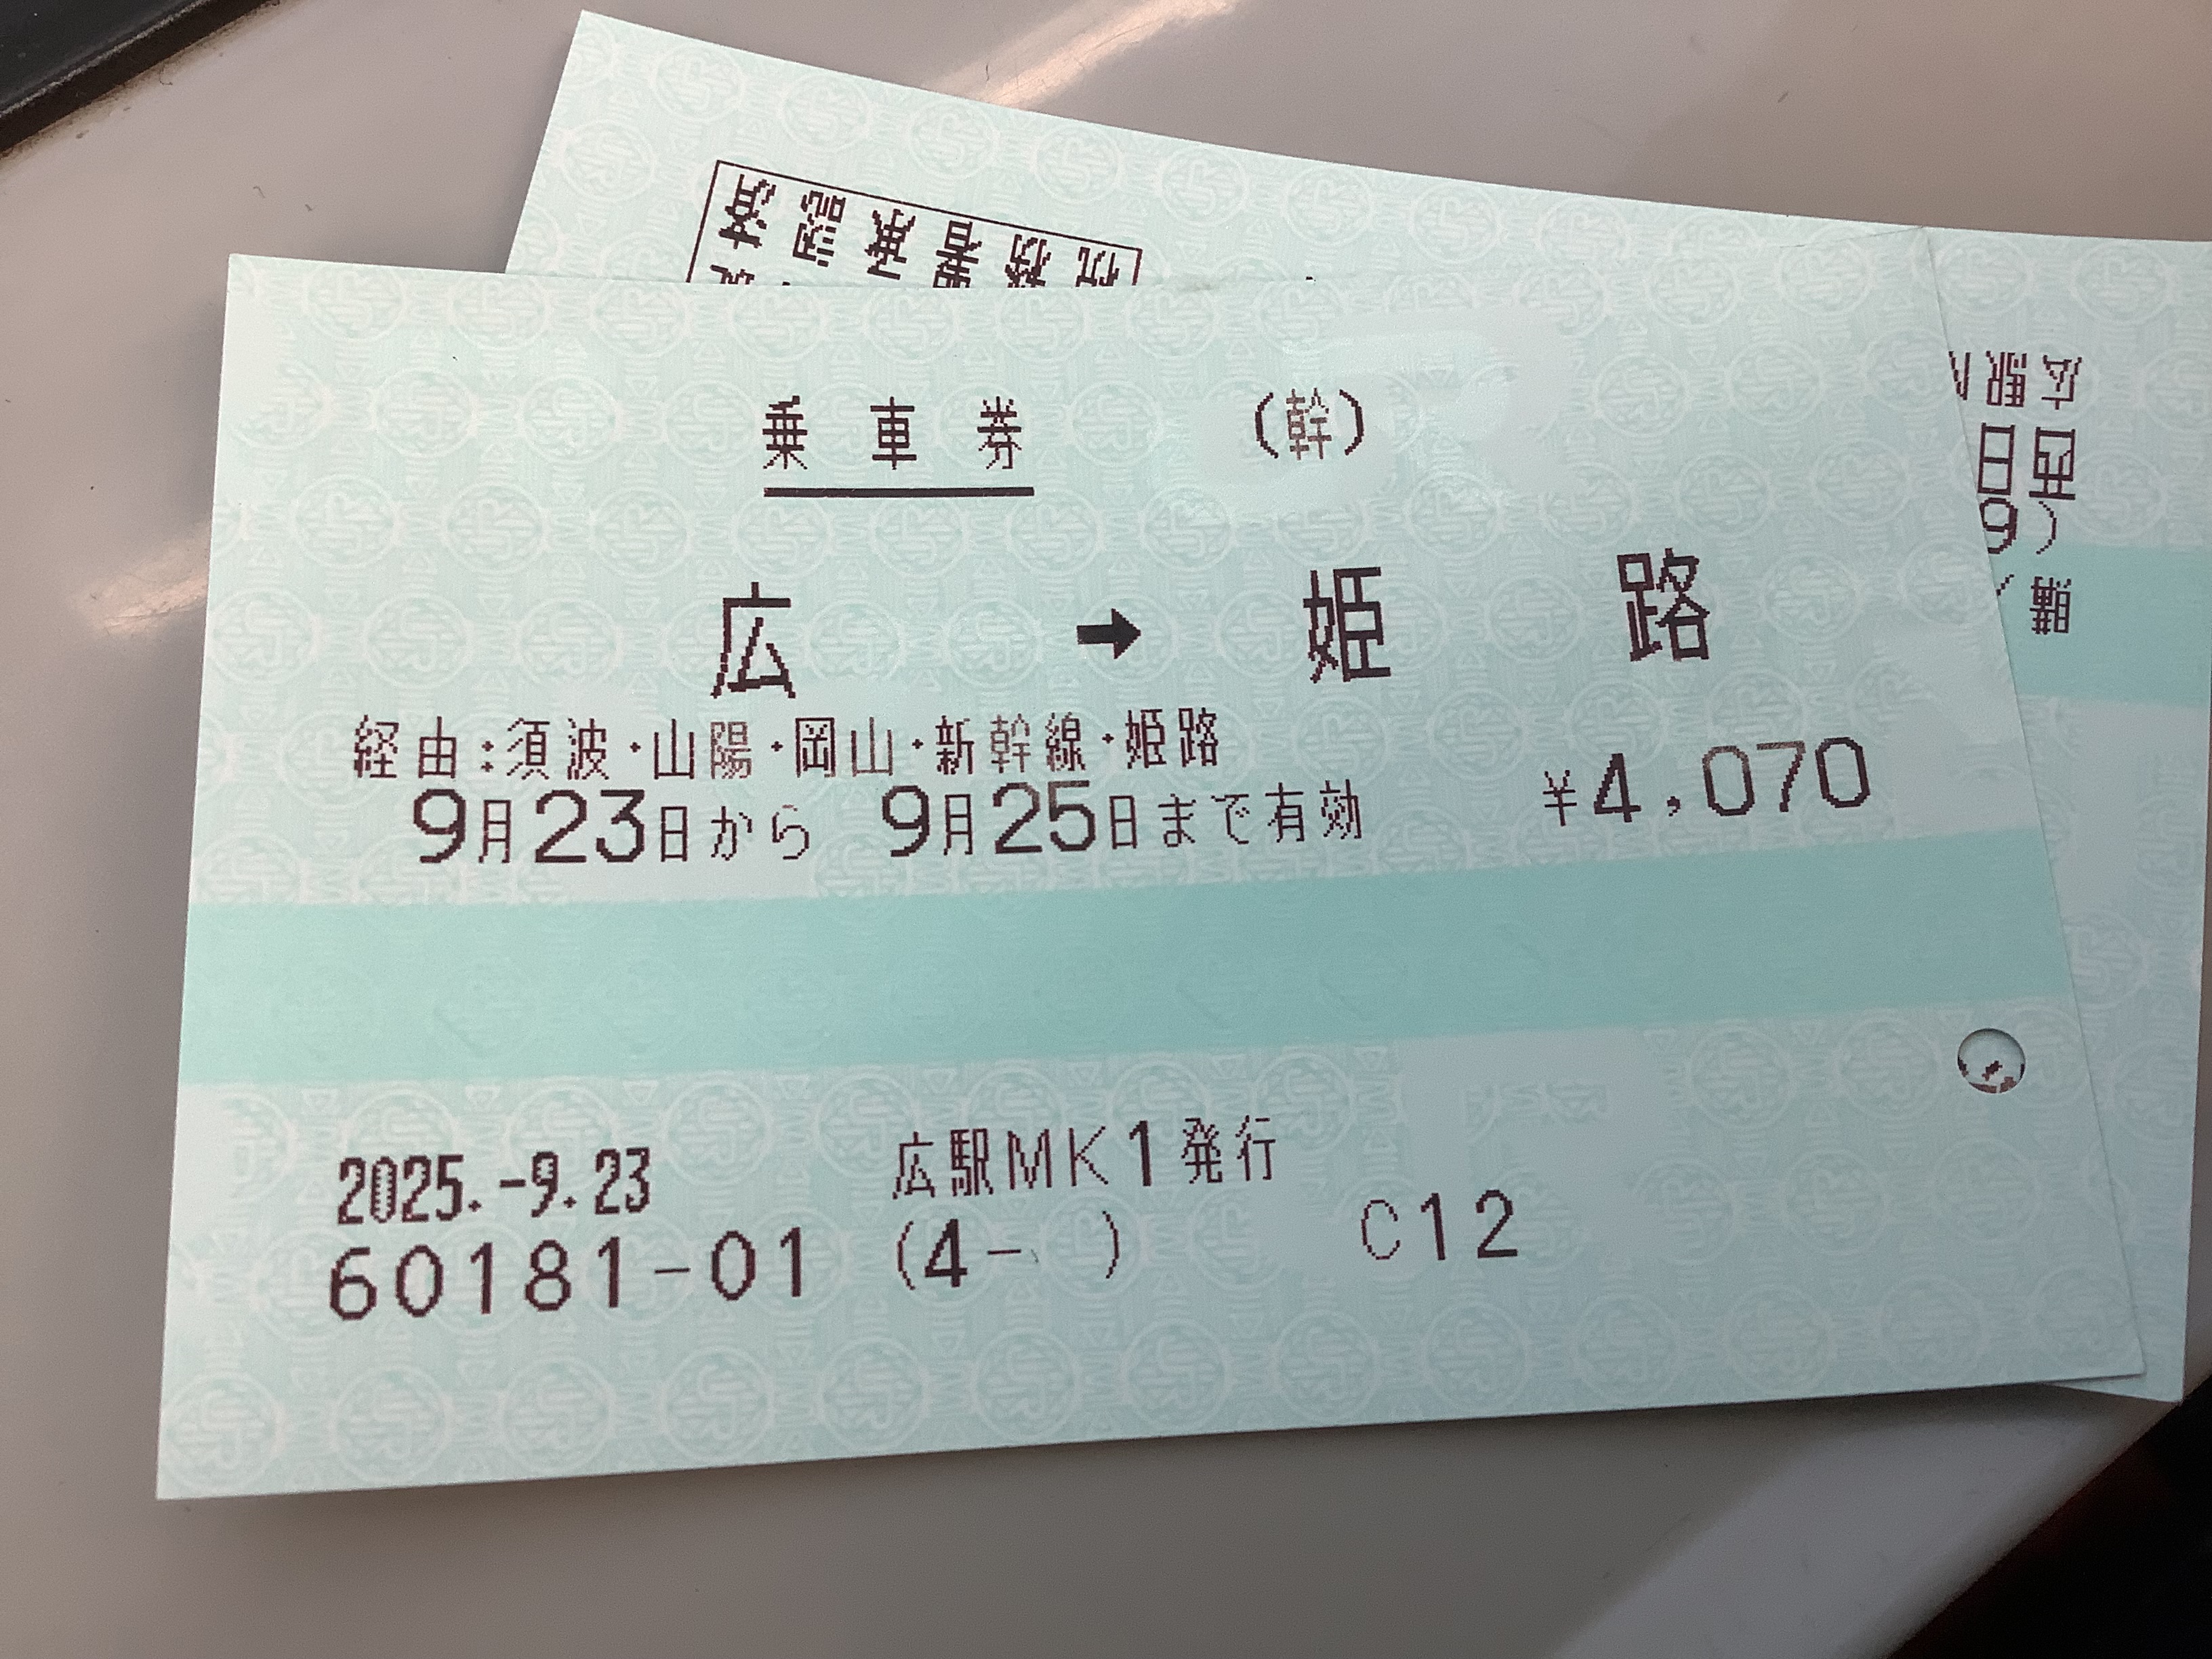 乗車券 (幹)
広 → 姫路
経由:須波・山陽・岡山・新幹線・姫路
9月23日から 9月25日まで有効 ¥4,070
2025.-9.23 広駅MK1発行
60181-01 (4- ) C12